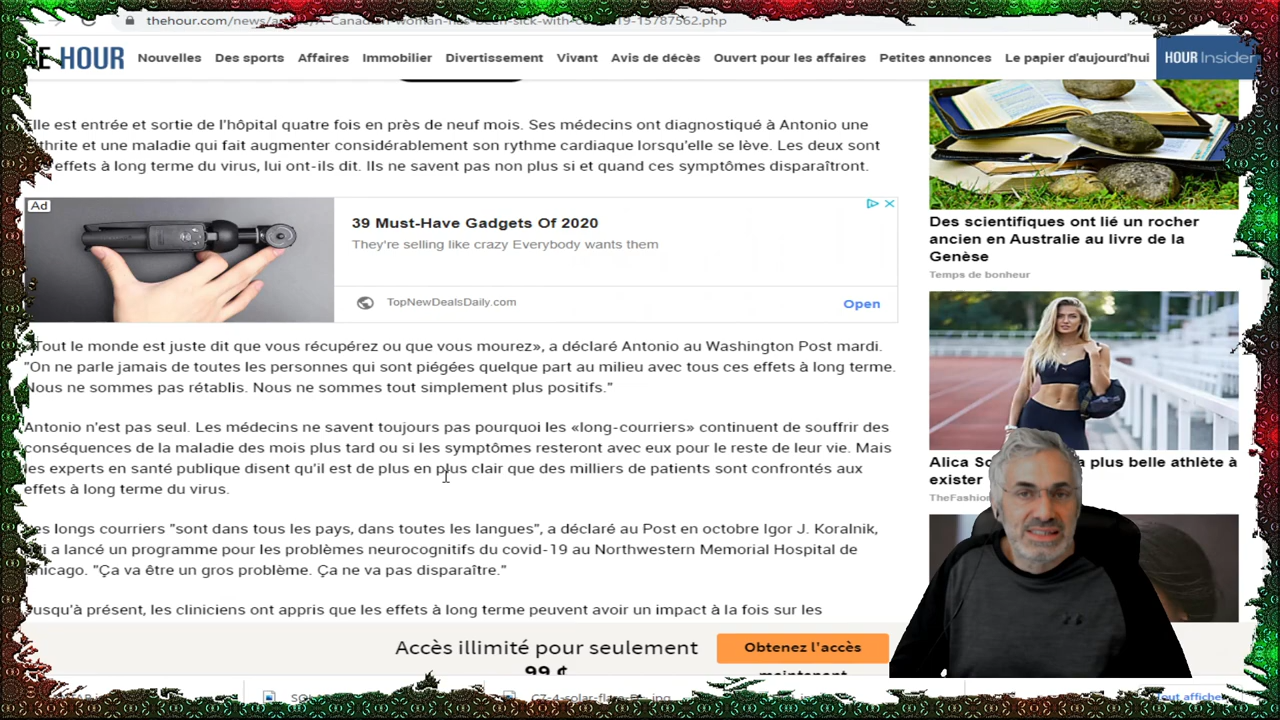 thehour.com/news/
-15787562.php
HOUR
Nouvelles
Des sports
Affaires
Immobilier
Divertissement
Vivant
Avis de décès
Ouvert pour les affaires
Petites annonces
Le papier d'aujourd'hui
HOUR Insider
Elle est entrée et sortie de l'hôpital quatre fois en près de neuf mois. Ses médecins ont diagnostiqué à Antonio une
thrite et une maladie qui fait augmenter considérablement son rythme cardiaque lorsqu'elle se lève. Les deux sont
effets à long terme du virus, lui ont-ils dit. Ils ne savent pas non plus si et quand ces symptômes disparaîtront.
Ad
39 Must-Have Gadgets Of 2020
They're selling like crazy Everybody wants them
TopNewDealsDaily.com
Open
«Tout le monde est juste dit que vous récupérez ou que vous mourez», a déclaré Antonio au Washington Post mardi.
"On ne parle jamais de toutes les personnes qui sont piégées quelque part au milieu avec tous ces effets à long terme.
Nous ne sommes pas rétablis. Nous ne sommes tout simplement plus positifs."
Antonio n'est pas seul. Les médecins ne savent toujours pas pourquoi les «long-courriers» continuent de souffrir des
conséquences de la maladie des mois plus tard ou si les symptômes resteront avec eux pour le reste de leur vie. Mais
les experts en santé publique disent qu'il est de plus en plus clair que des milliers de patients sont confrontés aux
effets à long terme du virus.
es longs courriers "sont dans tous les pays, dans toutes les langues", a déclaré au Post en octobre Igor J. Koralnik,
i a lancé un programme pour les problèmes neurocognitifs du covid-19 au Northwestern Memorial Hospital de
hicago. "Ça va être un gros problème. Ça ne va pas disparaître."
Jusqu'à présent, les cliniciens ont appris que les effets à long terme peuvent avoir un impact à la fois sur les
Des scientifiques ont lié un rocher
ancien en Australie au livre de la
Genèse
Temps de bonheur
Alica Sc a plus belle athlète à
exister
TheFashion
Accès illimité pour seulement
99 ¢
Obtenez l'accès
maintenant
tout affiche